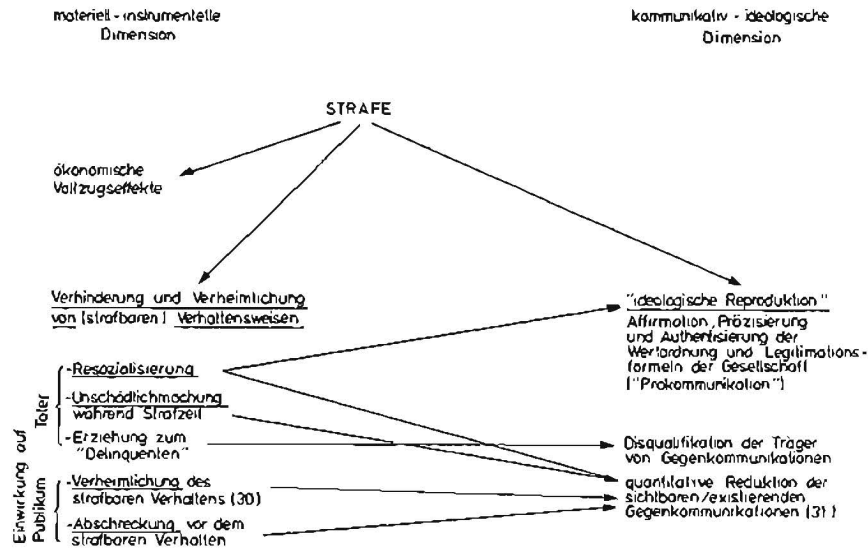 materiell - instrumentelle
Dimension
kommunikativ - ideologische
Dimension
STRAFE
ökonomische
Vollzugseffekte
Verhinderung und Verheimlichung
von (strafbaren) Verhaltensweisen
"ideologische Reproduktion"
Affirmation, Präzisierung
und Authentisierung der
Wertordnung und Legitimations-
formeln der Gesellschaft
("Prokommunikation")
Einwirkung auf
Täter
-Resozialisierung
-Unschädlichmachung
während Strafzeit
-Erziehung zum
"Delinquenten"
Disqualifikation der Träger
von Gegenkommunikationen
Publikum
-Verheimlichung des
strafbaren Verhaltens (30)
-Abschreckung vor dem
strafbaren Verhalten
quantitative Reduktion der
sichtbaren/existierenden
Gegenkommunikationen (31)